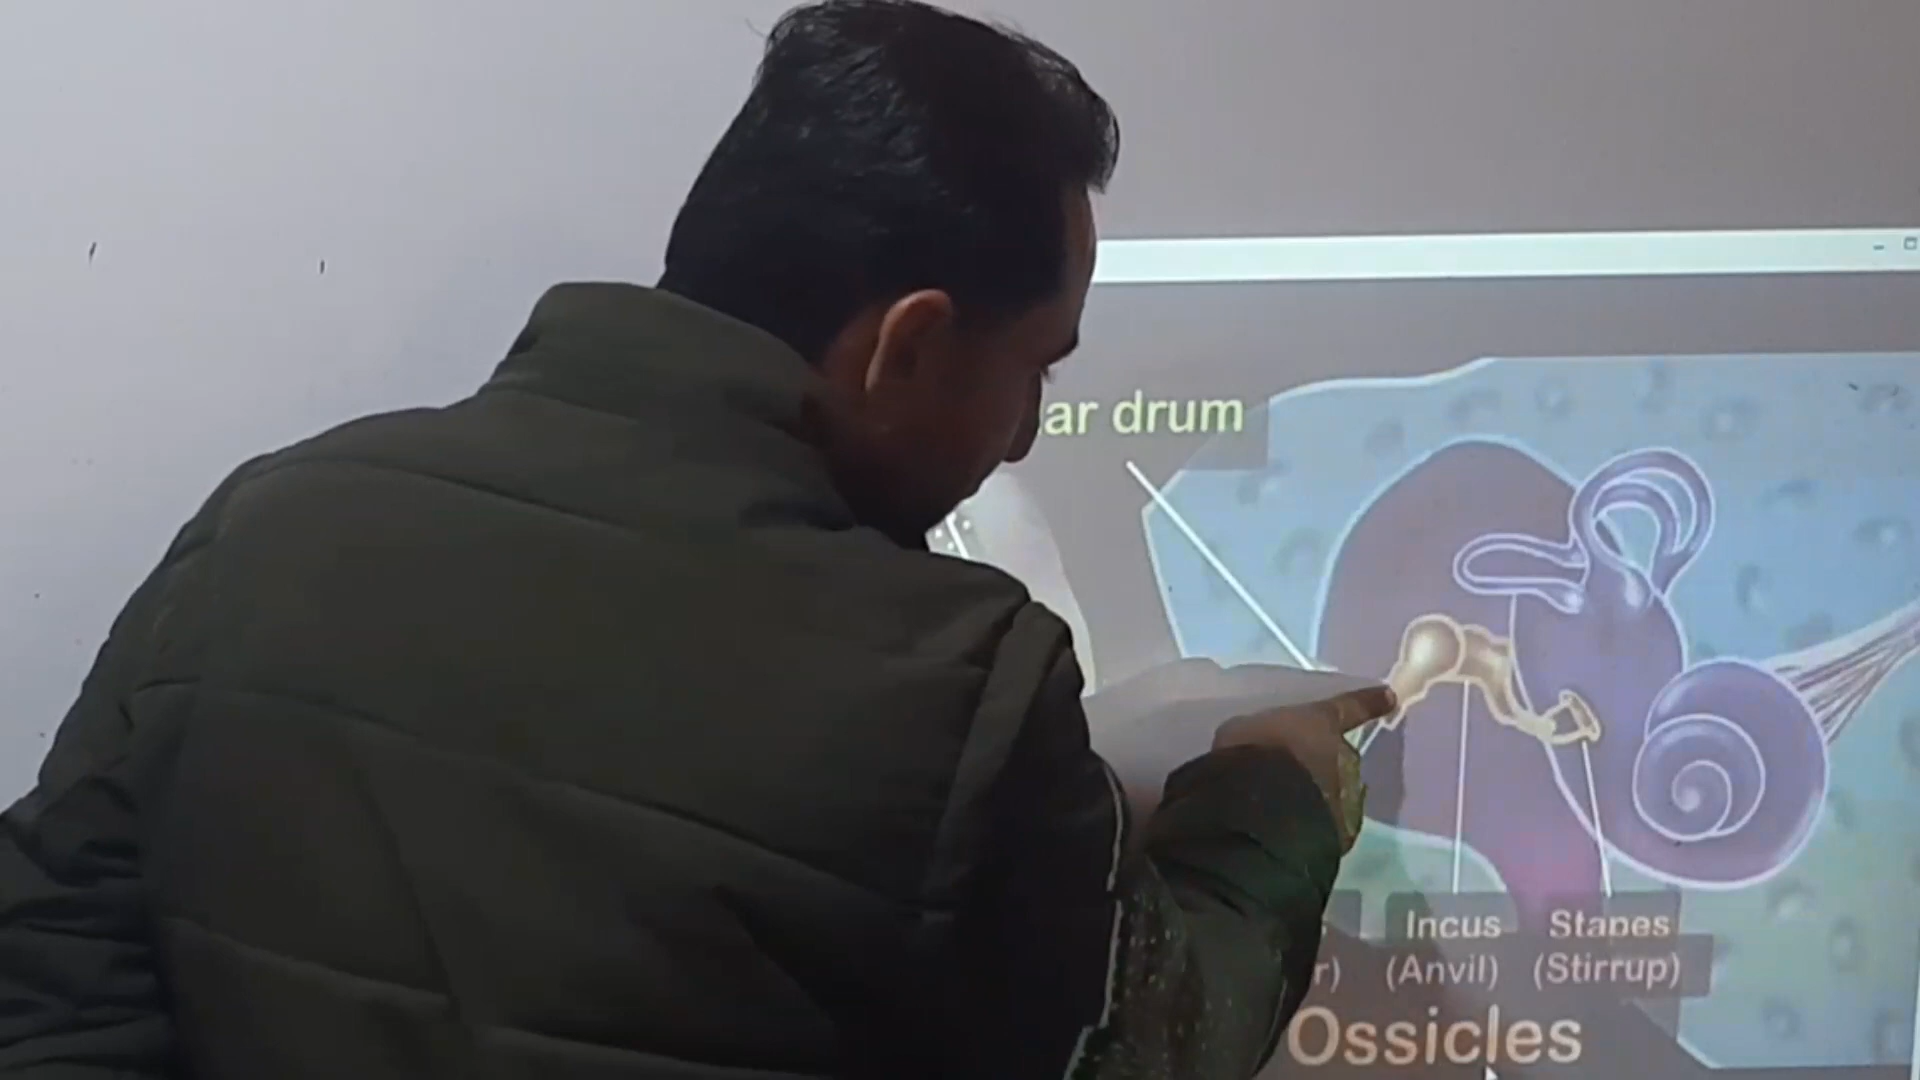 ar drum
Incus Stapes
(Anvil) (Stirrup)
Ossicles